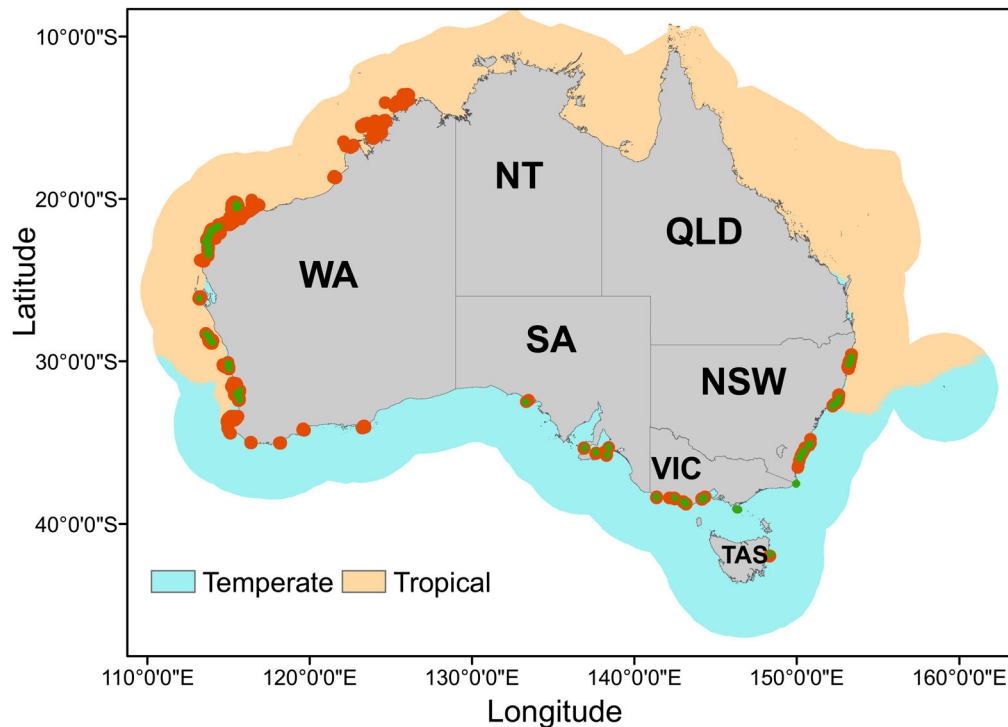 10°0'0"S
20°0'0"S
30°0'0"S
40°0'0"S
Latitude
NT
QLD
WA
SA
NSW
VIC
TAS
Temperate Tropical
110°0'0"E 120°0'0"E 130°0'0"E 140°0'0"E 150°0'0"E 160°0'0"E
Longitude